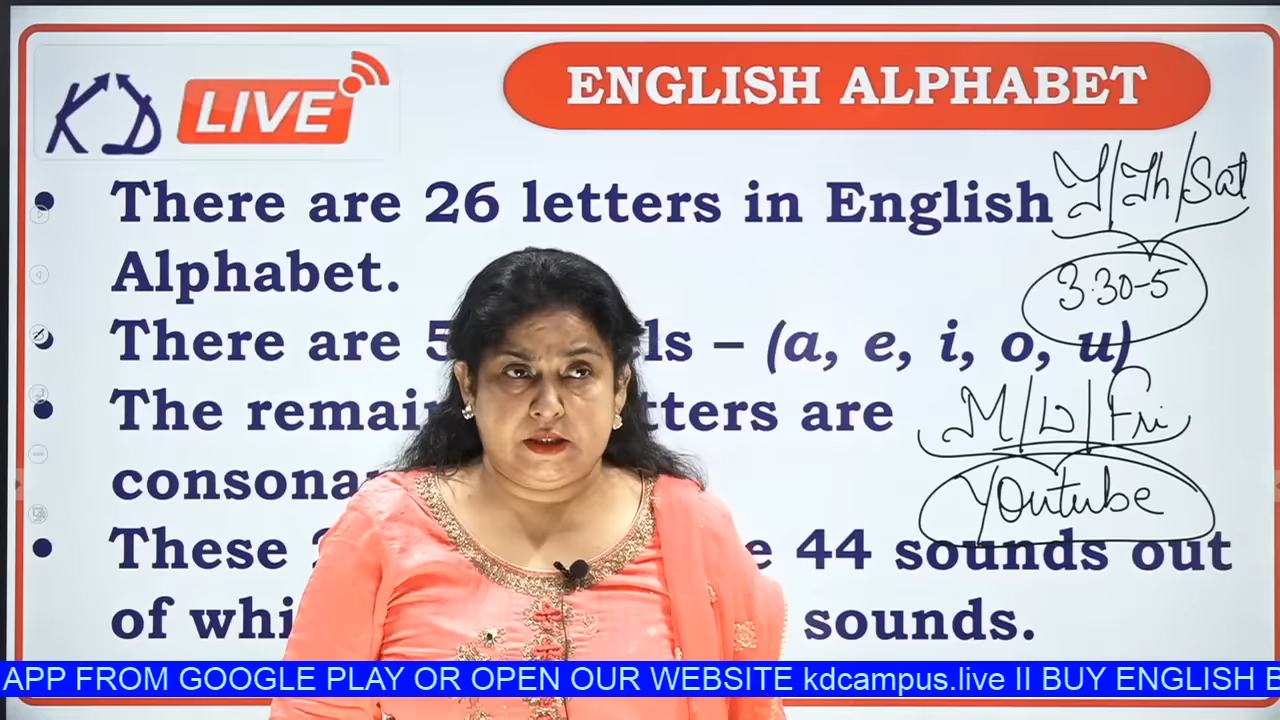 KD LIVE
ENGLISH ALPHABET
• There are 26 letters in English
Alphabet.
• There are 5 ls – (a, e, i, o, u)
• The remain tters are
consona
• These e 44 sounds out
of whi sounds.
T/Th/Sat
3.30-5
M/W/Fri
Youtube
APP FROM GOOGLE PLAY OR OPEN OUR WEBSITE kdcampus.live II BUY ENGLISH B